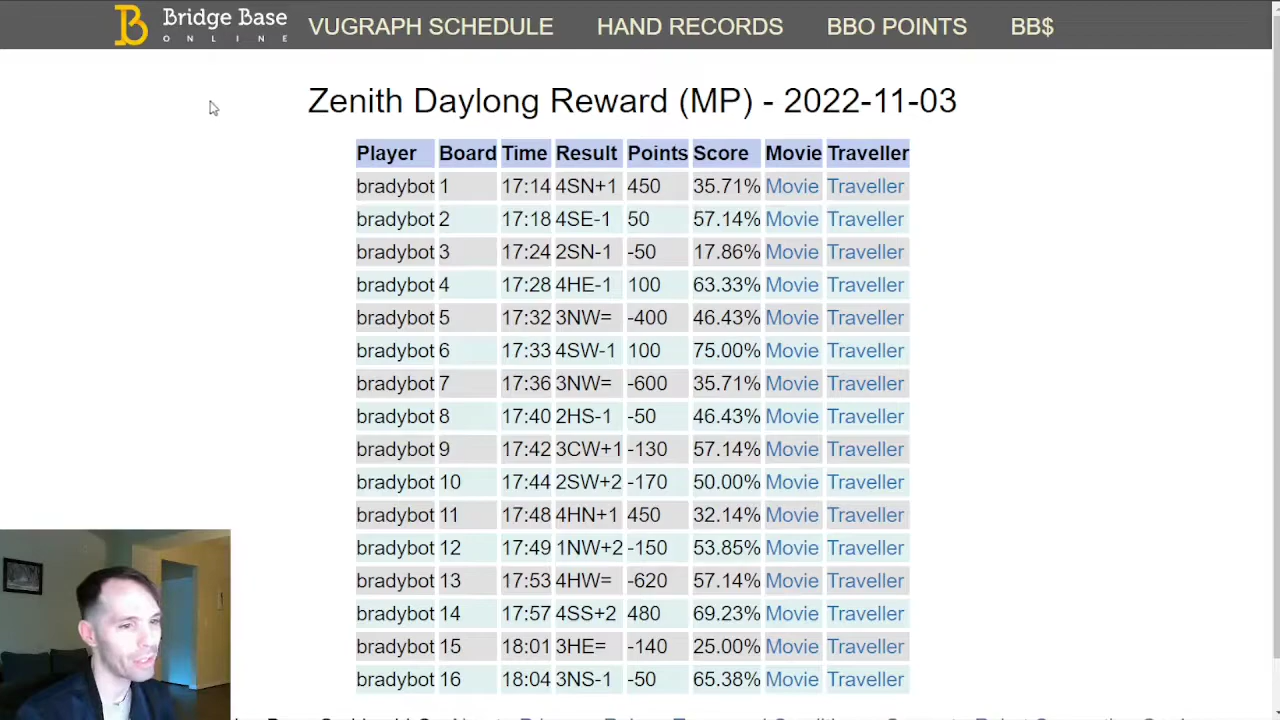 Bridge Base
ONLINE
VUGRAPH SCHEDULE HAND RECORDS BBO POINTS BB$
Zenith Daylong Reward (MP) - 2022-11-03
Player Board Time Result Points Score Movie Traveller
bradybot 1 17:14 4SN+1 450 35.71% Movie Traveller
bradybot 2 17:18 4SE-1 50 57.14% Movie Traveller
bradybot 3 17:24 2SN-1 -50 17.86% Movie Traveller
bradybot 4 17:28 4HE-1 100 63.33% Movie Traveller
bradybot 5 17:32 3NW= -400 46.43% Movie Traveller
bradybot 6 17:33 4SW-1 100 75.00% Movie Traveller
bradybot 7 17:36 3NW= -600 35.71% Movie Traveller
bradybot 8 17:40 2HS-1 -50 46.43% Movie Traveller
bradybot 9 17:42 3CW+1 -130 57.14% Movie Traveller
bradybot 10 17:44 2SW+2 -170 50.00% Movie Traveller
bradybot 11 17:48 4HN+1 450 32.14% Movie Traveller
bradybot 12 17:49 1NW+2 -150 53.85% Movie Traveller
bradybot 13 17:53 4HW= -620 57.14% Movie Traveller
bradybot 14 17:57 4SS+2 480 69.23% Movie Traveller
bradybot 15 18:01 3HE= -140 25.00% Movie Traveller
bradybot 16 18:04 3NS-1 -50 65.38% Movie Traveller